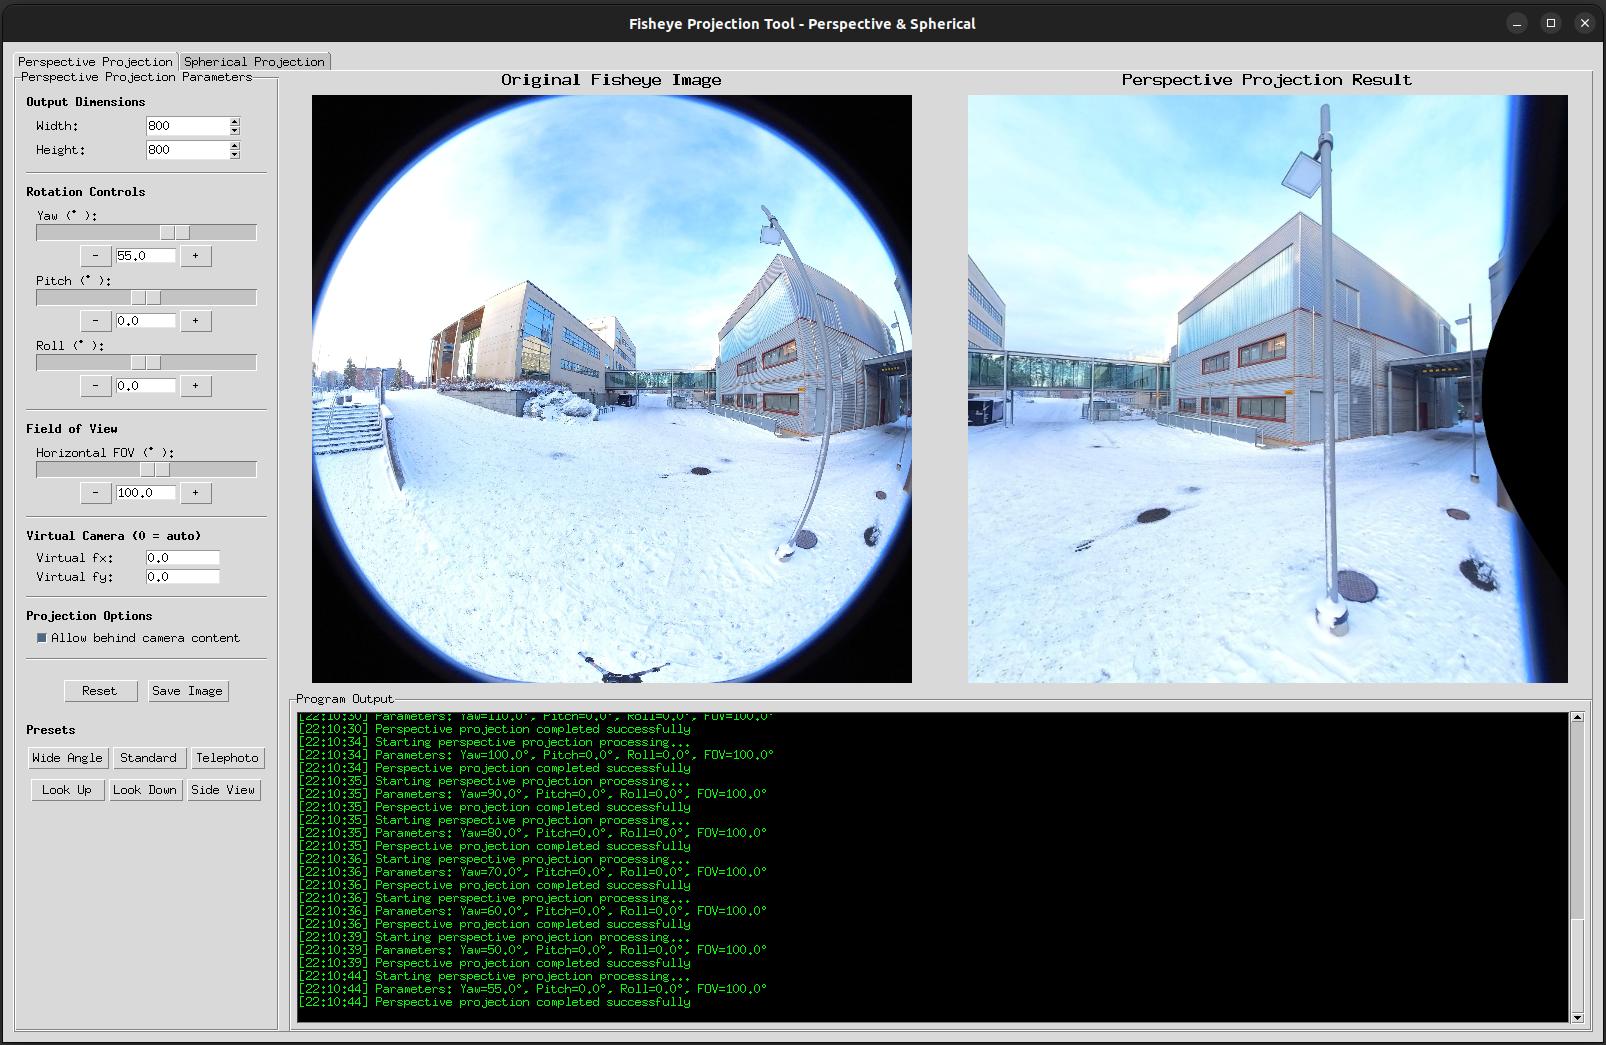 Fisheye Projection Tool - Perspective & Spherical
Perspective Projection
Spherical Projection
Perspective Projection Parameters
Output Dimensions
Width: 800
Height: 800
Rotation Controls
Yaw (°):
- 55.0 +
Pitch (°):
- 0.0 +
Roll (°):
- 0.0 +
Field of View
Horizontal FOV (°):
- 100.0 +
Virtual Camera (0 = auto)
Virtual fx: 0.0
Virtual fy: 0.0
Projection Options
Allow behind camera content
Reset Save Image
Presets
Wide Angle Standard Telephoto
Look Up Look Down Side View
Original Fisheye Image
Perspective Projection Result
Program Output
[22:10:30] Parameters: Yaw=110.0°, Pitch=0.0°, Roll=0.0°, FOV=100.0°
[22:10:30] Perspective projection completed successfully
[22:10:34] Starting perspective projection processing...
[22:10:34] Parameters: Yaw=100.0°, Pitch=0.0°, Roll=0.0°, FOV=100.0°
[22:10:34] Perspective projection completed successfully
[22:10:35] Starting perspective projection processing...
[22:10:35] Parameters: Yaw=90.0°, Pitch=0.0°, Roll=0.0°, FOV=100.0°
[22:10:35] Perspective projection completed successfully
[22:10:35] Starting perspective projection processing...
[22:10:35] Parameters: Yaw=80.0°, Pitch=0.0°, Roll=0.0°, FOV=100.0°
[22:10:35] Perspective projection completed successfully
[22:10:36] Starting perspective projection processing...
[22:10:36] Parameters: Yaw=70.0°, Pitch=0.0°, Roll=0.0°, FOV=100.0°
[22:10:36] Perspective projection completed successfully
[22:10:36] Starting perspective projection processing...
[22:10:36] Parameters: Yaw=60.0°, Pitch=0.0°, Roll=0.0°, FOV=100.0°
[22:10:36] Perspective projection completed successfully
[22:10:39] Starting perspective projection processing...
[22:10:39] Parameters: Yaw=50.0°, Pitch=0.0°, Roll=0.0°, FOV=100.0°
[22:10:39] Perspective projection completed successfully
[22:10:44] Starting perspective projection processing...
[22:10:44] Parameters: Yaw=55.0°, Pitch=0.0°, Roll=0.0°, FOV=100.0°
[22:10:44] Perspective projection completed successfully